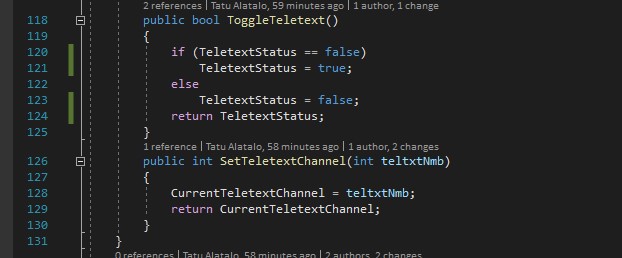 2 references | Tatu Alatalo, 59 minutes ago | 1 author, 1 change
118 public bool ToggleTeletext()
119 {
120 if (TeletextStatus == false)
121 TeletextStatus = true;
122 else
123 TeletextStatus = false;
124 return TeletextStatus;
125 }
1 reference | Tatu Alatalo, 58 minutes ago | 1 author, 2 changes
126 public int SetTeletextChannel(int teltxtNmb)
127 {
128 CurrentTeletextChannel = teltxtNmb;
129 return CurrentTeletextChannel;
130 }
131 }
0 references | Tatu Alatalo, 58 minutes ago | 2 authors, 2 changes